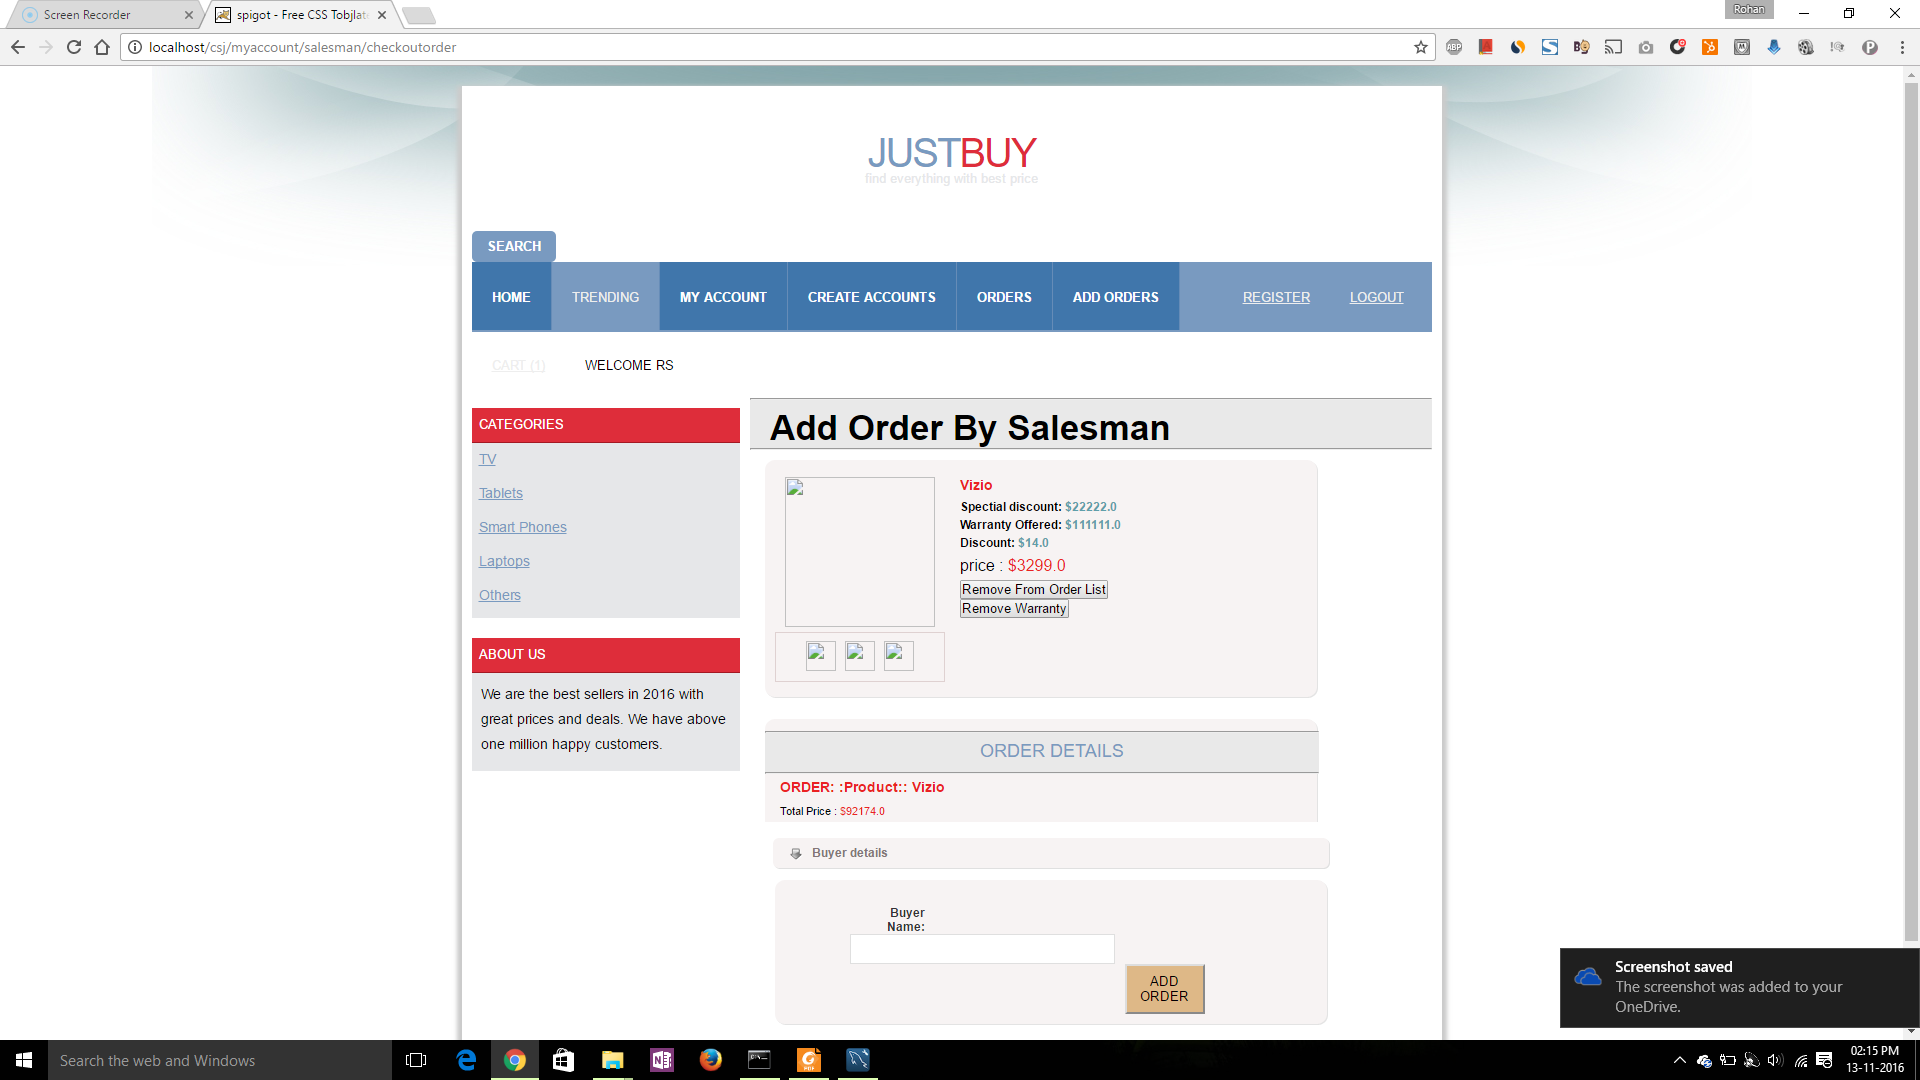 Screen Recorder
spigot - Free CSS Tobjlat
Rohan
localhost/csj/myaccount/salesman/checkoutorder
ABP
JUSTBUY
find everything with best price
SEARCH
HOME
TRENDING
MY ACCOUNT
CREATE ACCOUNTS
ORDERS
ADD ORDERS
REGISTER
LOGOUT
CART (1)
WELCOME RS
CATEGORIES
TV
Tablets
Smart Phones
Laptops
Others
ABOUT US
We are the best sellers in 2016 with
great prices and deals. We have above
one million happy customers.
Add Order By Salesman
Vizio
Spectial discount: $22222.0
Warranty Offered: $111111.0
Discount: $14.0
price : $3299.0
Remove From Order List
Remove Warranty
ORDER DETAILS
ORDER: :Product:: Vizio
Total Price : $92174.0
Buyer details
Buyer
Name:
ADD
ORDER
Screenshot saved
The screenshot was added to your
OneDrive.
Search the web and Windows
02:15 PM
13-11-2016